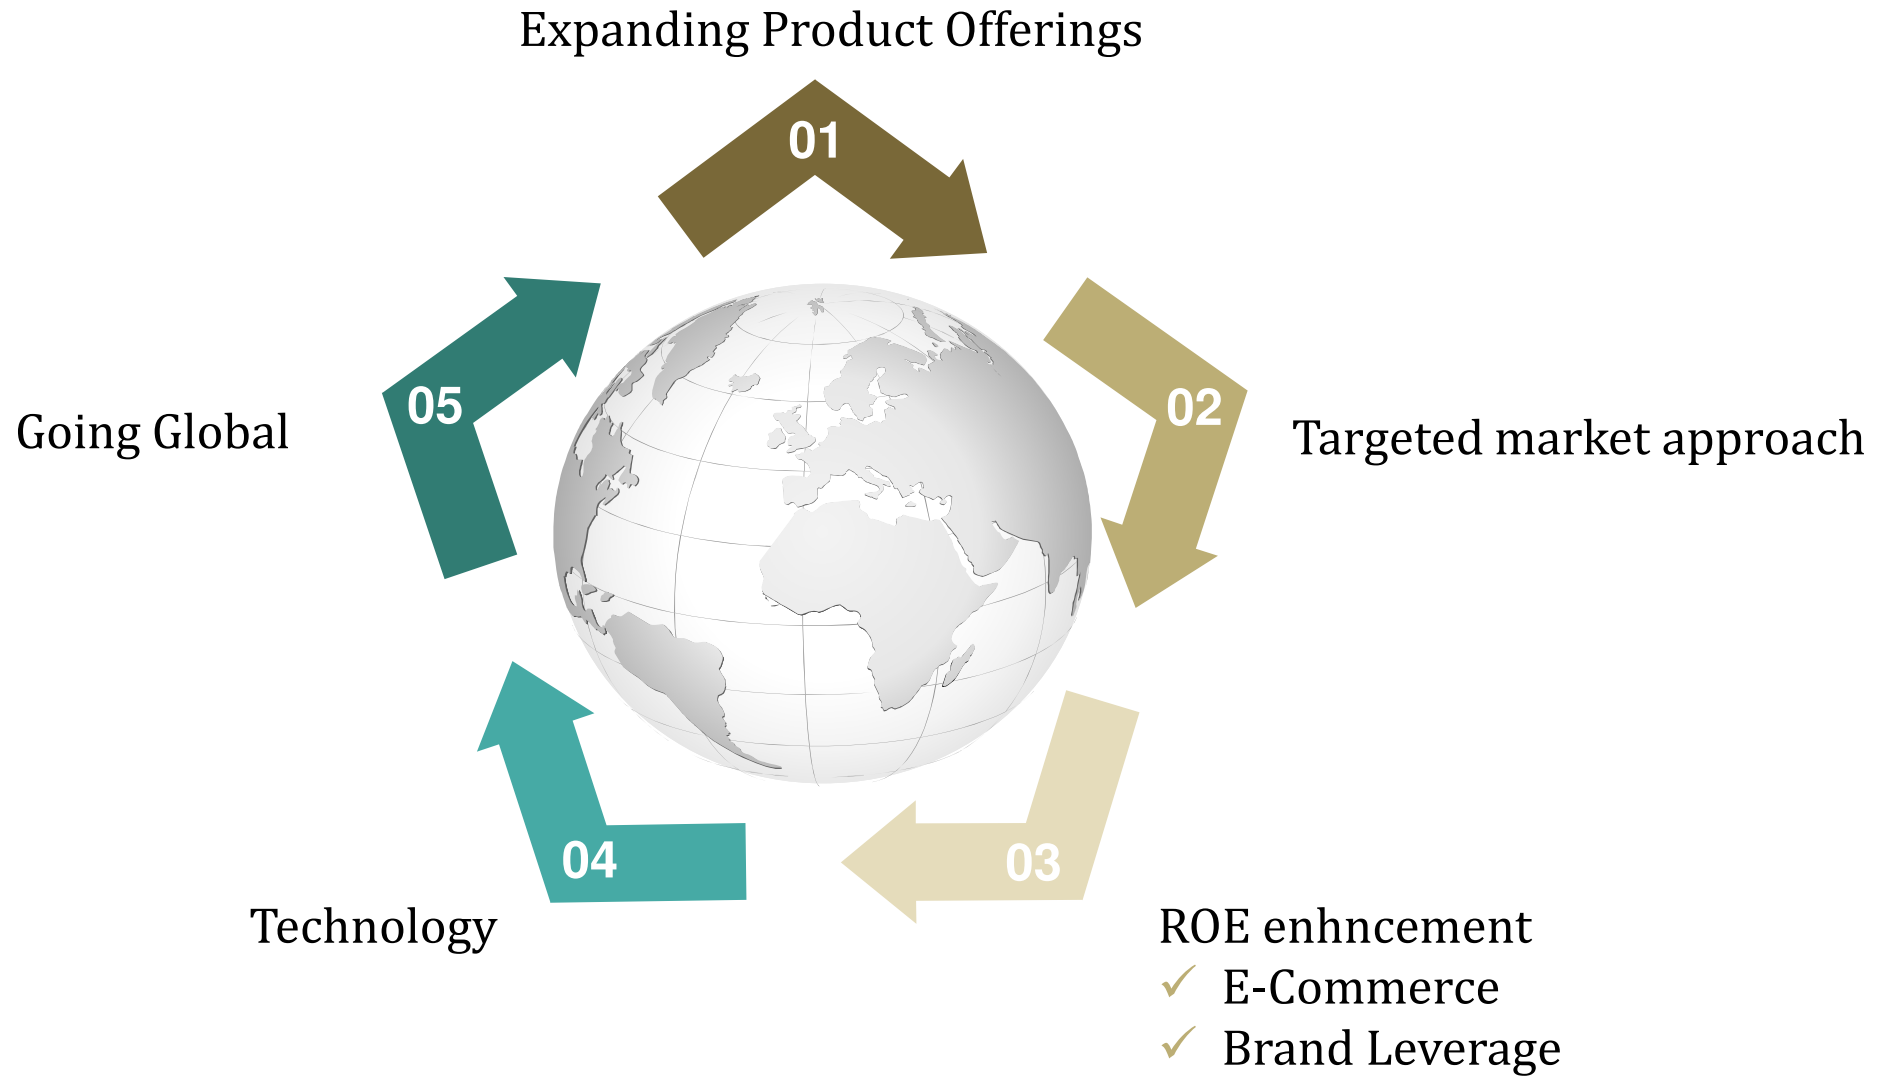 Expanding Product Offerings
01
02
Targeted market approach
03
ROE enhncement
✓ E-Commerce
✓ Brand Leverage
04
Technology
05
Going Global